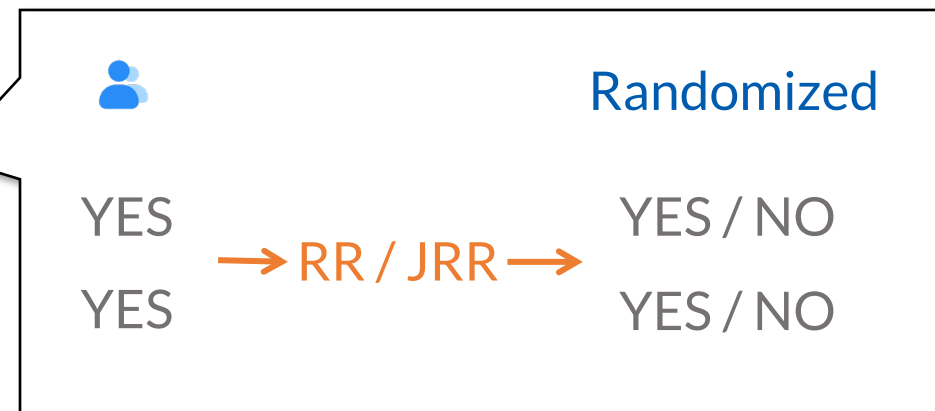 Randomized
YES
YES / NO
RR / JRR
YES
YES / NO